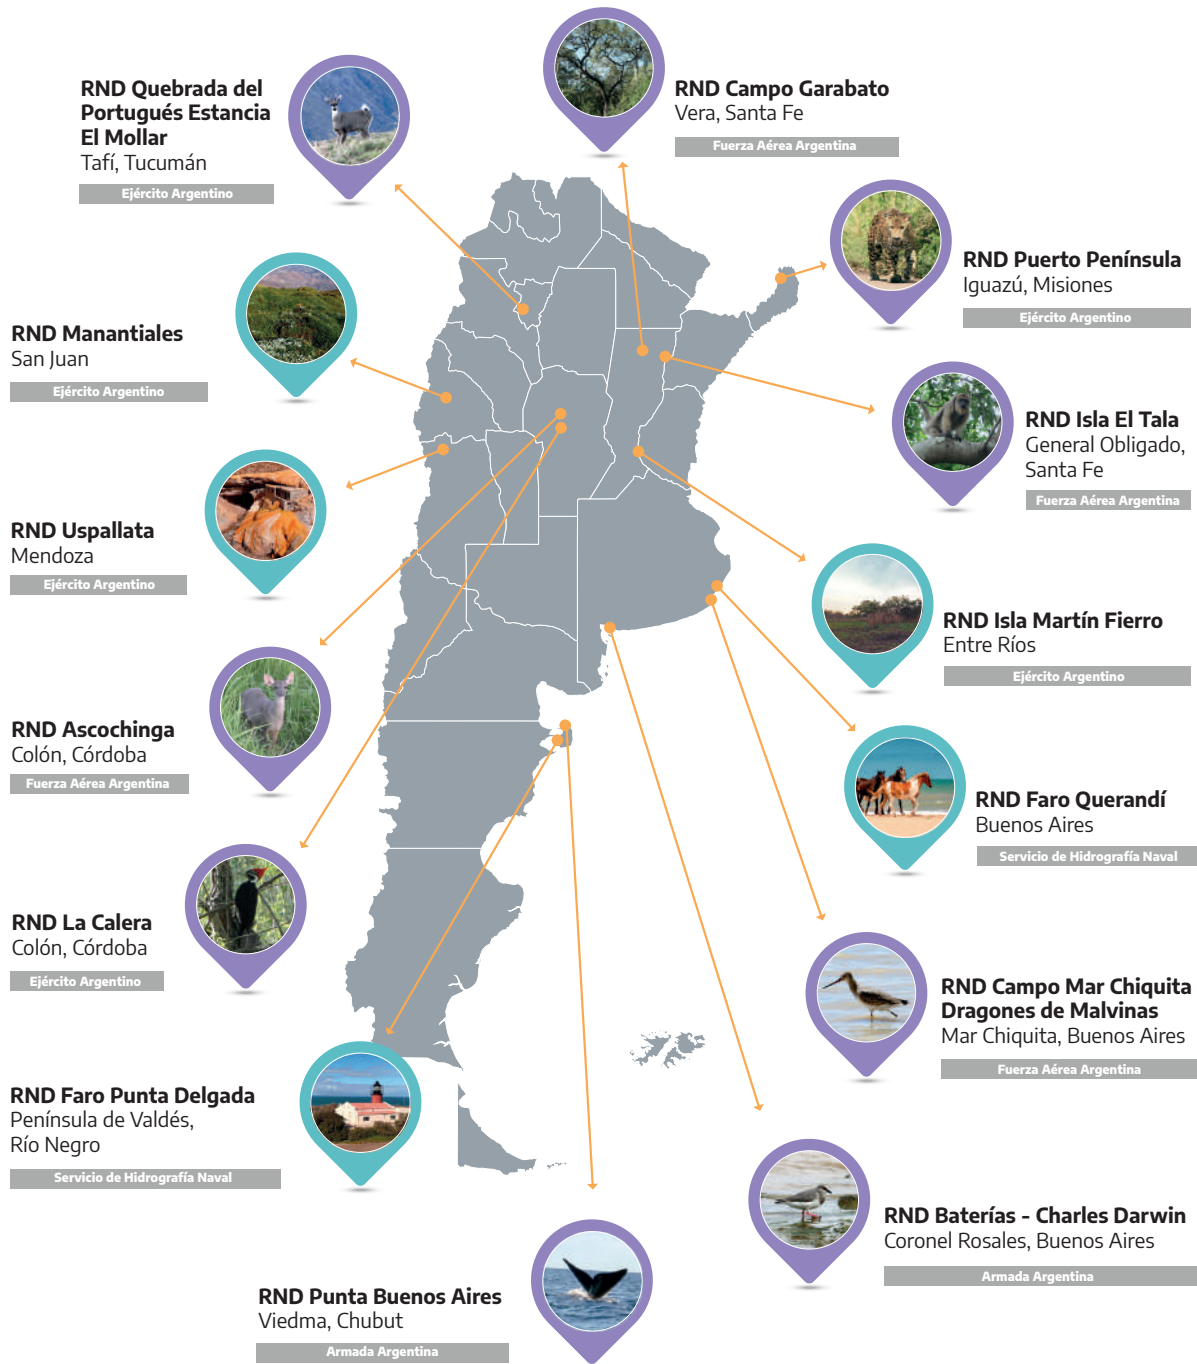 RND Quebrada del
Portugués Estancia
El Mollar
Tafí, Tucumán
Ejército Argentino
RND Campo Garabato
Vera, Santa Fe
Fuerza Aérea Argentina
RND Puerto Península
Iguazú, Misiones
Ejército Argentino
RND Manantiales
San Juan
Ejército Argentino
RND Isla El Tala
General Obligado,
Santa Fe
Fuerza Aérea Argentina
RND Uspallata
Mendoza
Ejército Argentino
RND Isla Martín Fierro
Entre Ríos
Ejército Argentino
RND Ascochinga
Colón, Córdoba
Fuerza Aérea Argentina
RND Faro Querandí
Buenos Aires
Servicio de Hidrografía Naval
RND La Calera
Colón, Córdoba
Ejército Argentino
RND Campo Mar Chiquita
Dragones de Malvinas
Mar Chiquita, Buenos Aires
Fuerza Aérea Argentina
RND Faro Punta Delgada
Península de Valdés,
Río Negro
Servicio de Hidrografía Naval
RND Baterías - Charles Darwin
Coronel Rosales, Buenos Aires
Armada Argentina
RND Punta Buenos Aires
Viedma, Chubut
Armada Argentina